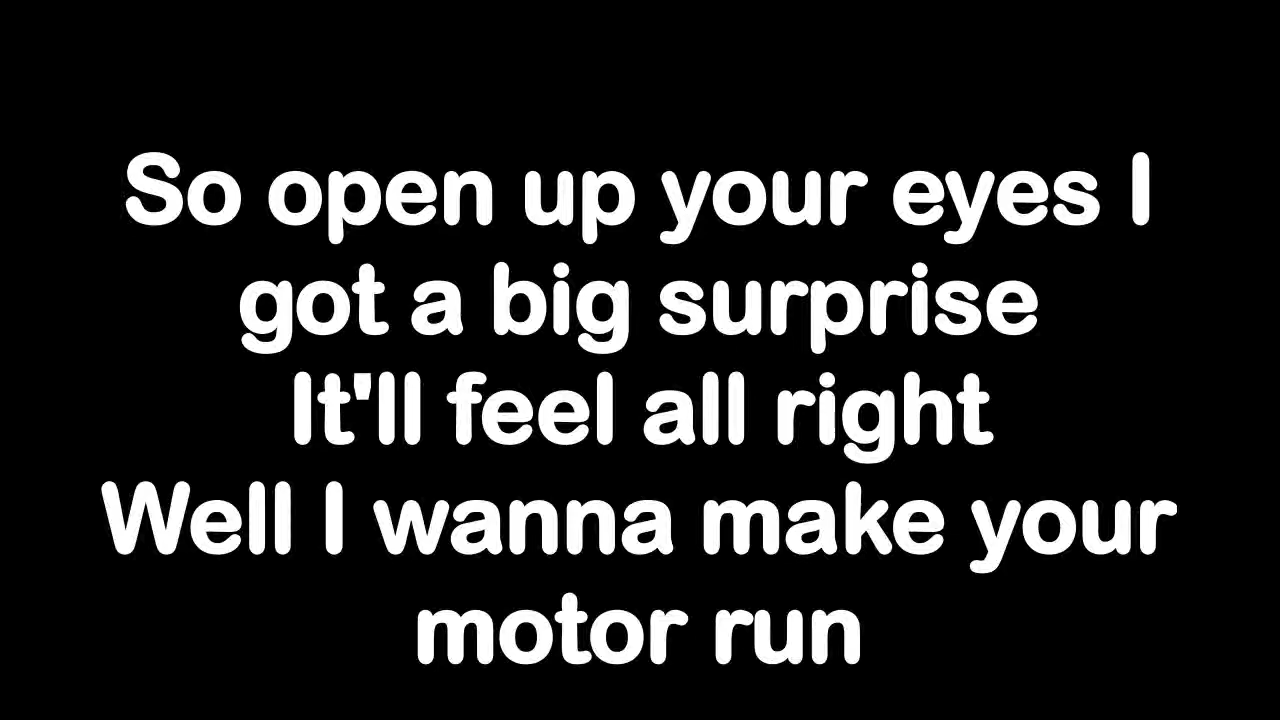 So open up your eyes I
got a big surprise
It'll feel all right
Well I wanna make your
motor run